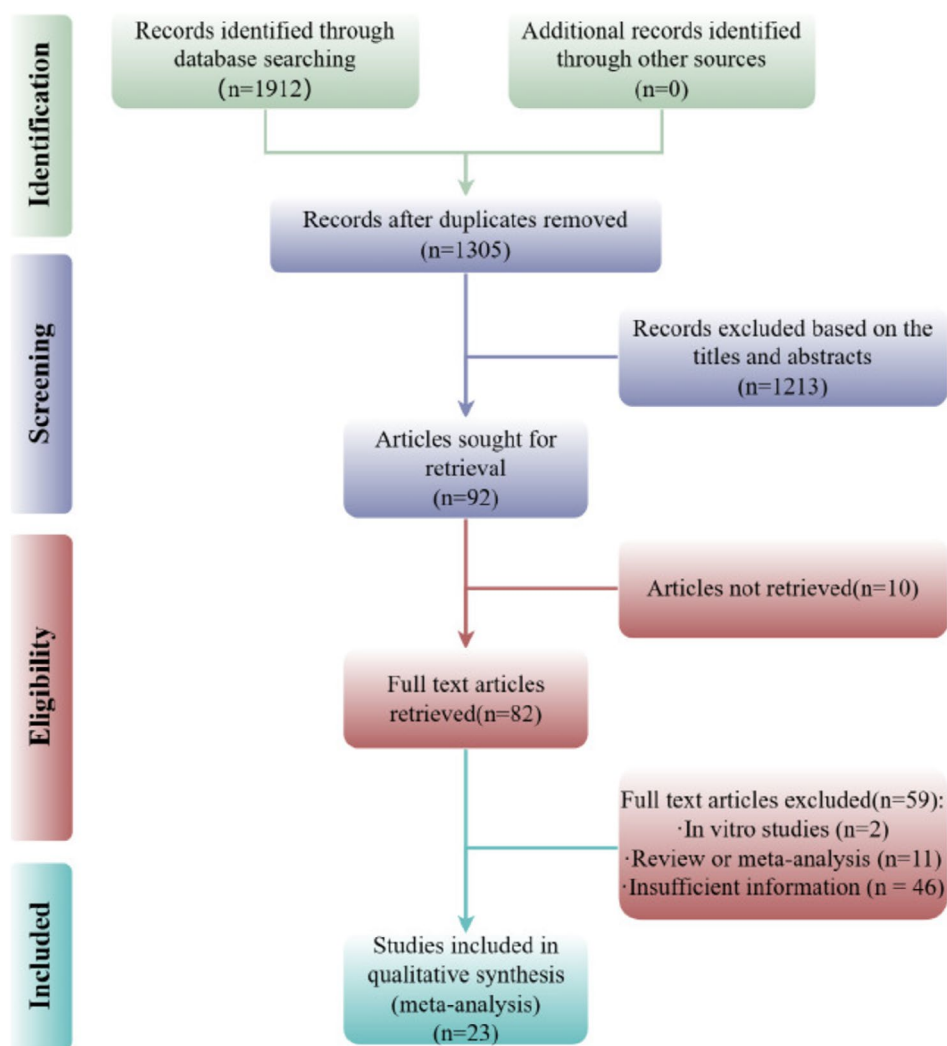 Identification
Records identified through
database searching
(n=1912)
Additional records identified
through other sources
(n=0)
Records after duplicates removed
(n=1305)
Screening
Records excluded based on the
titles and abstracts
(n=1213)
Articles sought for
retrieval
(n=92)
Eligibility
Articles not retrieved(n=10)
Full text articles
retrieved(n=82)
Full text articles excluded(n=59):
·In vitro studies (n=2)
·Review or meta-analysis (n=11)
·Insufficient information (n = 46)
Included
Studies included in
qualitative synthesis
(meta-analysis)
(n=23)